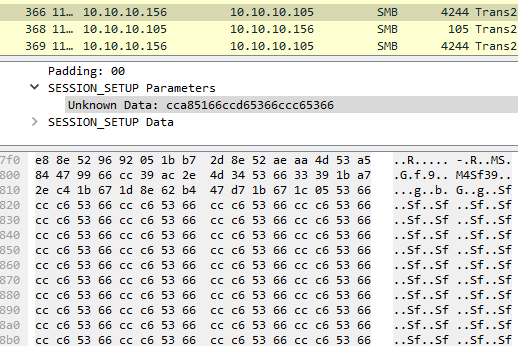 366 11... 10.10.10.156 10.10.10.105 SMB 4244 Trans2
368 11... 10.10.10.105 10.10.10.156 SMB 105 Trans2
369 11... 10.10.10.156 10.10.10.105 SMB 4244 Trans2
Padding: 00
SESSION_SETUP Parameters
Unknown Data: cca85166ccd65366ccc65366
SESSION_SETUP Data
7f0 e8 8e 52 96 92 05 1b b7 2d 8e 52 ae aa 4d 53 a5 ..R..... -.R..MS.
800 84 47 99 66 cc 39 ac 2e 4d 34 53 66 33 39 1b a7 .G.f.9.. M4Sf39..
810 2e c4 1b 67 1d 8e 62 b4 47 d1 1b 67 1c 05 53 66 ...g..b. G..g..Sf
820 cc c6 53 66 cc c6 53 66 cc c6 53 66 cc c6 53 66 ..Sf..Sf ..Sf..Sf
830 cc c6 53 66 cc c6 53 66 cc c6 53 66 cc c6 53 66 ..Sf..Sf ..Sf..Sf
840 cc c6 53 66 cc c6 53 66 cc c6 53 66 cc c6 53 66 ..Sf..Sf ..Sf..Sf
850 cc c6 53 66 cc c6 53 66 cc c6 53 66 cc c6 53 66 ..Sf..Sf ..Sf..Sf
860 cc c6 53 66 cc c6 53 66 cc c6 53 66 cc c6 53 66 ..Sf..Sf ..Sf..Sf
870 cc c6 53 66 cc c6 53 66 cc c6 53 66 cc c6 53 66 ..Sf..Sf ..Sf..Sf
880 cc c6 53 66 cc c6 53 66 cc c6 53 66 cc c6 53 66 ..Sf..Sf ..Sf..Sf
890 cc c6 53 66 cc c6 53 66 cc c6 53 66 cc c6 53 66 ..Sf..Sf ..Sf..Sf
8a0 cc c6 53 66 cc c6 53 66 cc c6 53 66 cc c6 53 66 ..Sf..Sf ..Sf..Sf
8b0 cc c6 53 66 cc c6 53 66 cc c6 53 66 cc c6 53 66 ..Sf..Sf ..Sf..Sf